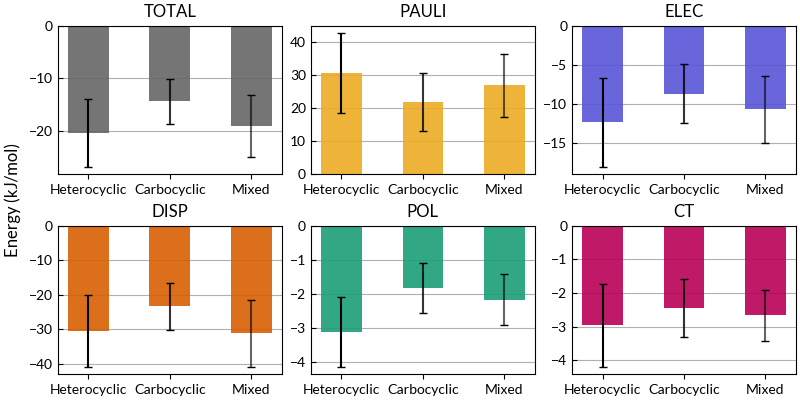 TOTAL
0
−10
−20
Heterocyclic Carbocyclic Mixed
PAULI
40
30
20
10
0
Heterocyclic Carbocyclic Mixed
ELEC
0
−5
−10
−15
Heterocyclic Carbocyclic Mixed
Energy (kJ/mol)
DISP
0
−10
−20
−30
−40
Heterocyclic Carbocyclic Mixed
POL
0
−1
−2
−3
−4
Heterocyclic Carbocyclic Mixed
CT
0
−1
−2
−3
−4
Heterocyclic Carbocyclic Mixed